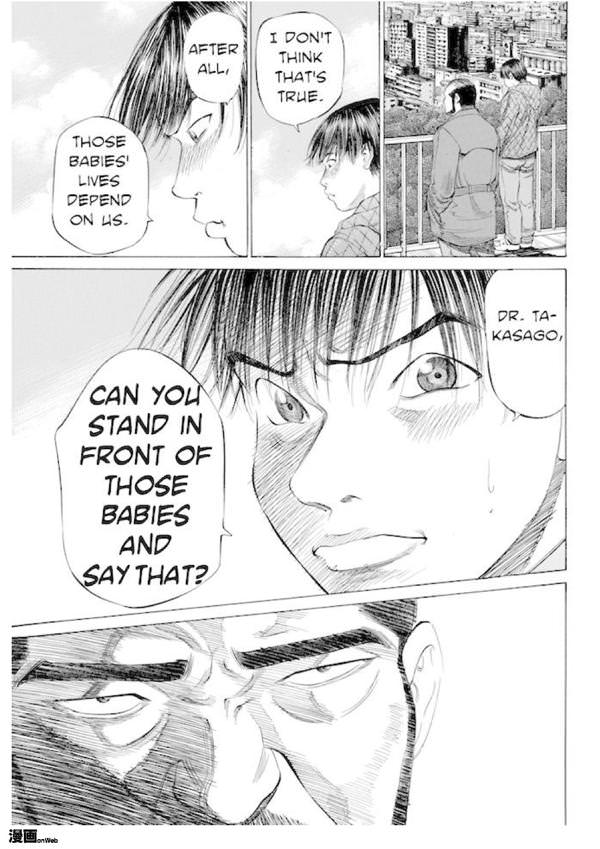 I DON'T
THINK
THAT'S
TRUE.
AFTER
ALL,
THOSE
BABIES'
LIVES
DEPEND
ON US.
DR. TA-
KASAGO,
CAN YOU
STAND IN
FRONT OF
THOSE
BABIES
AND
SAY THAT?
漫画onWeb